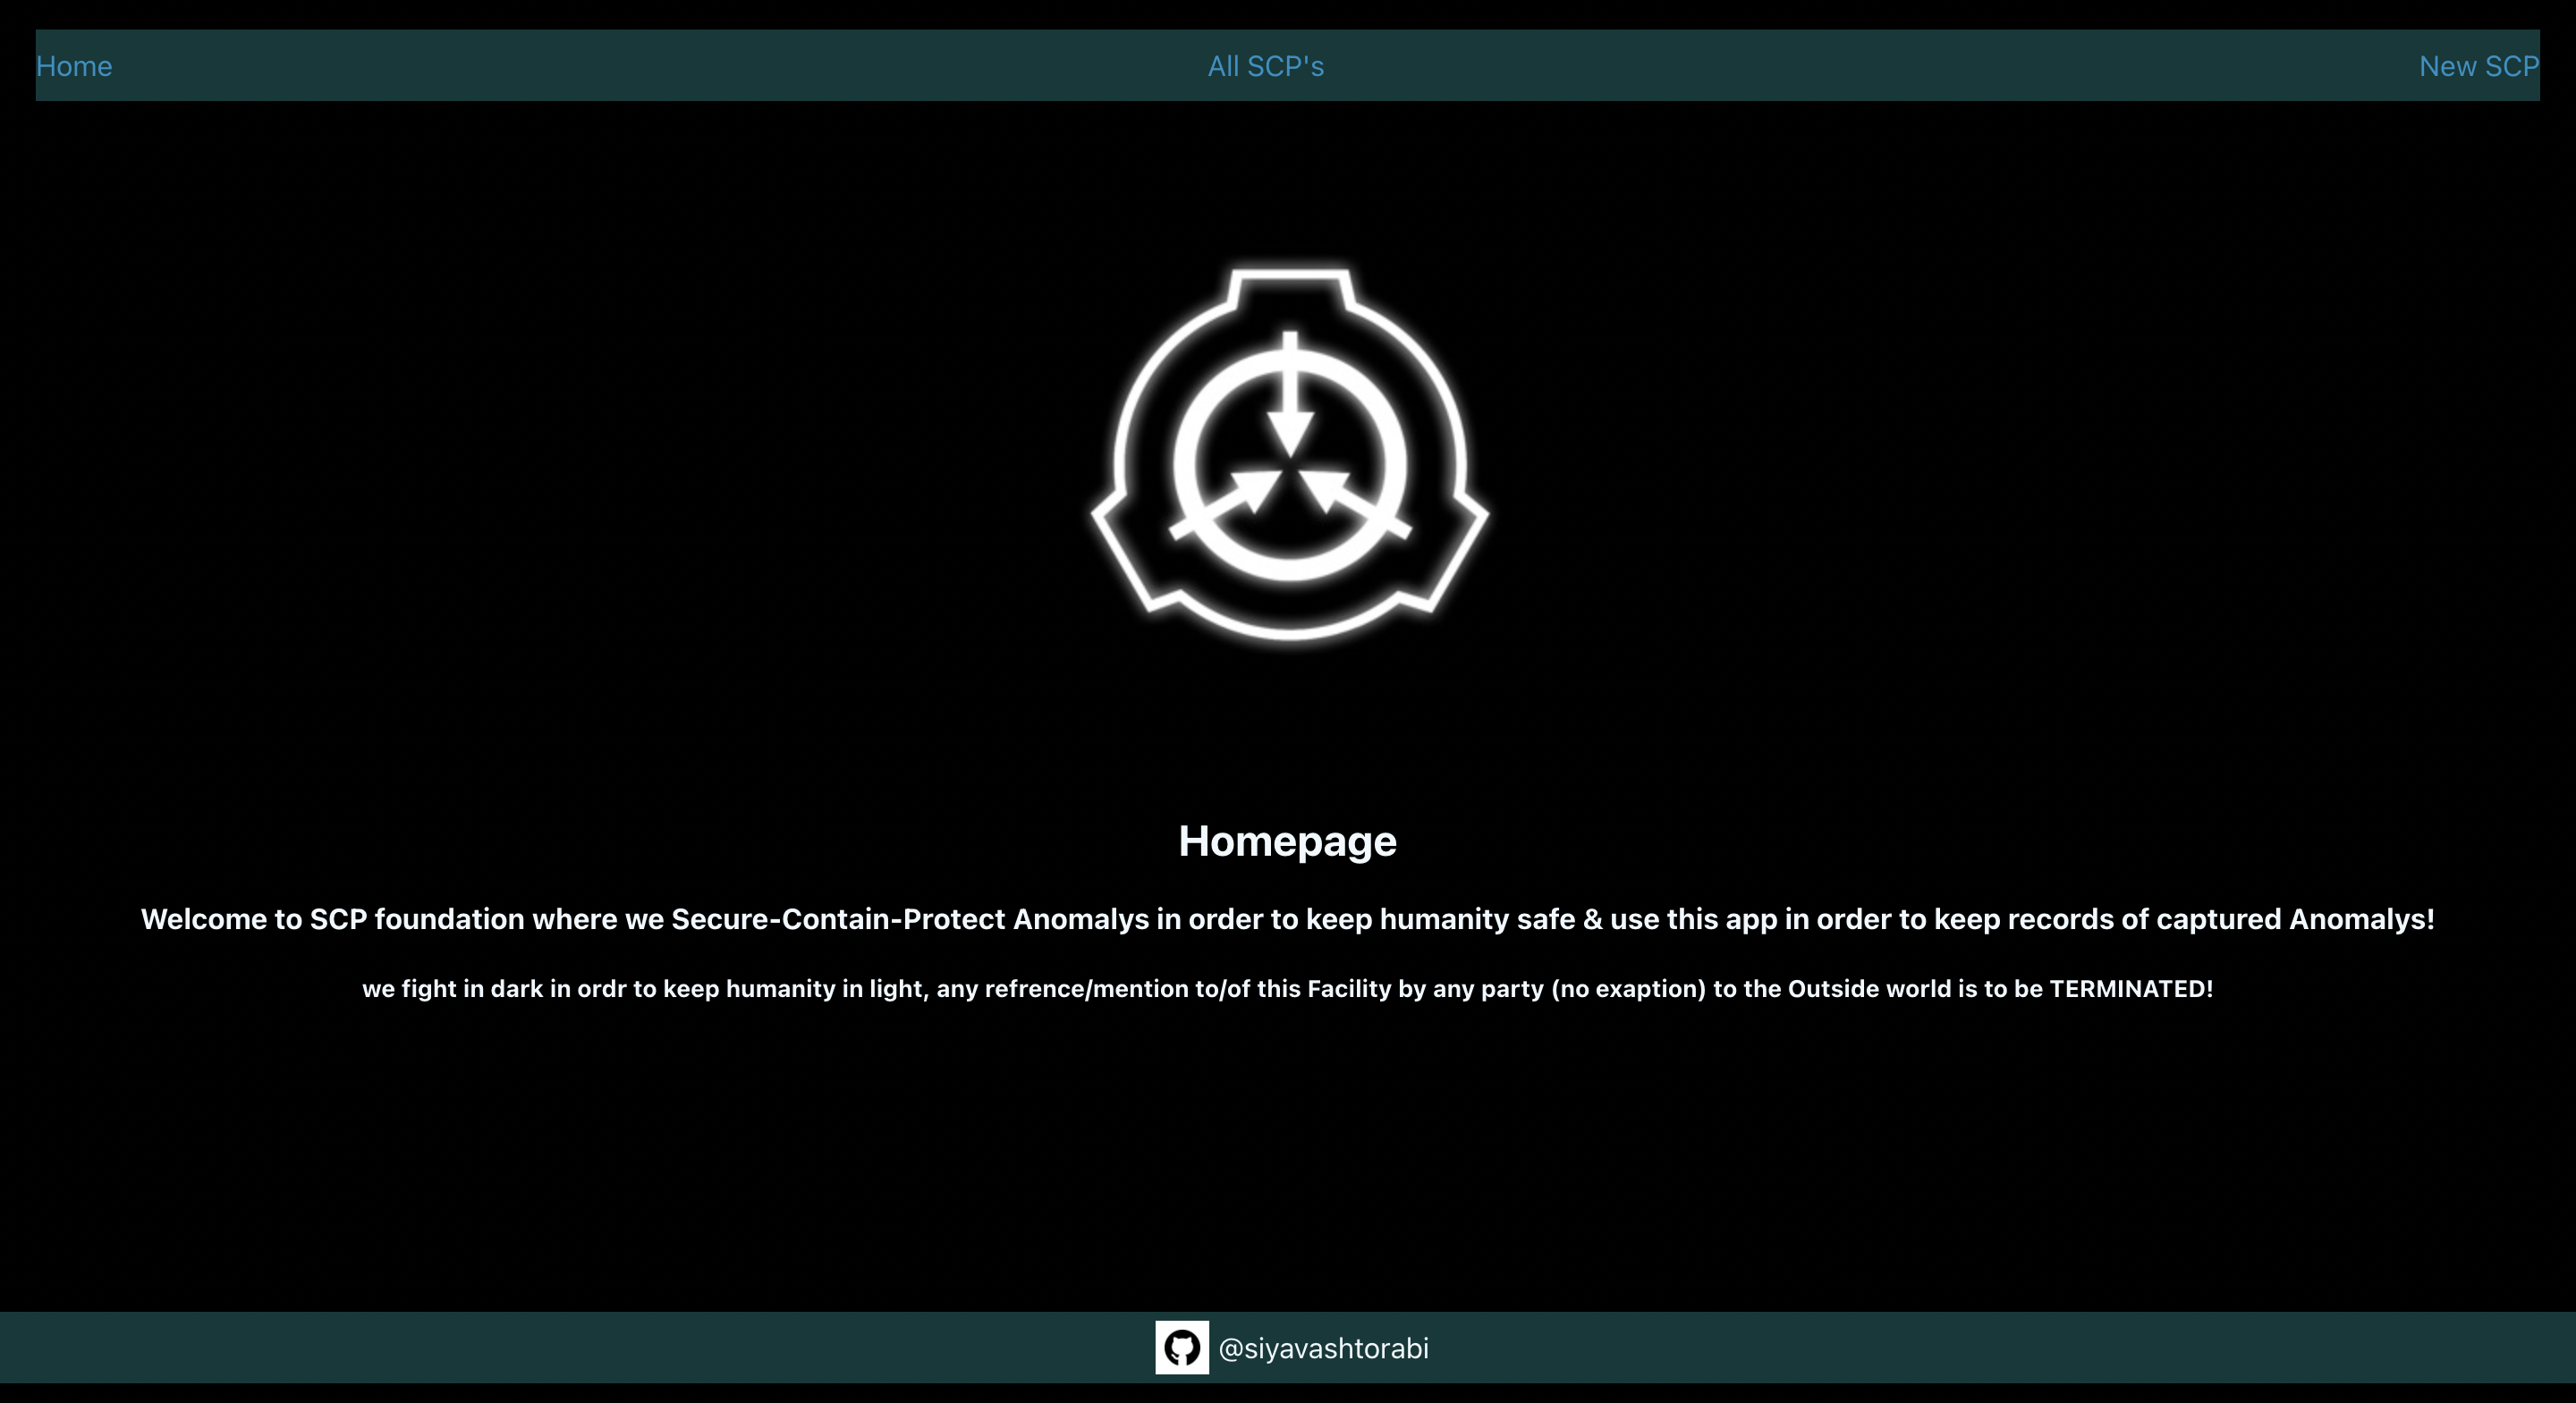 Home
All SCP's
New SCP
Homepage
Welcome to SCP foundation where we Secure-Contain-Protect Anomalys in order to keep humanity safe & use this app in order to keep records of captured Anomalys!
we fight in dark in ordr to keep humanity in light, any refrence/mention to/of this Facility by any party (no exaption) to the Outside world is to be TERMINATED!
@siyavashtorabi